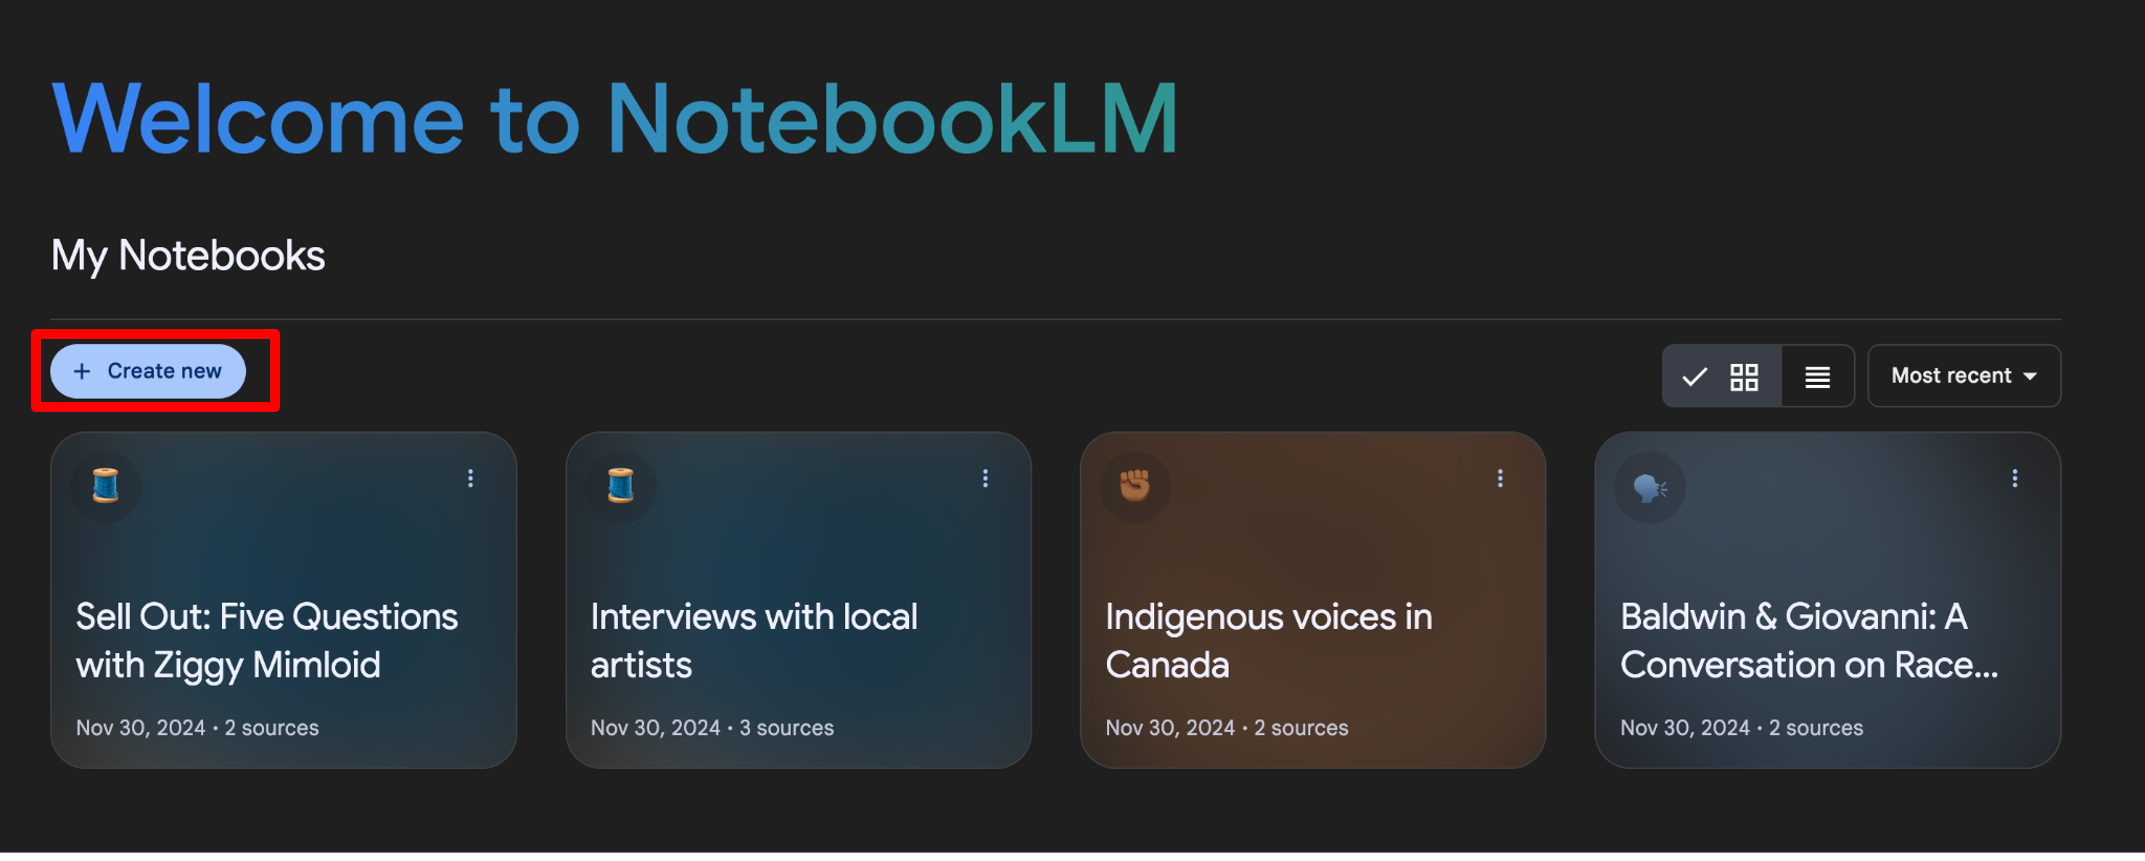 Welcome to NotebookLM
My Notebooks
+ Create new
Most recent
Sell Out: Five Questions
with Ziggy Mimloid
Nov 30, 2024 • 2 sources
Interviews with local
artists
Nov 30, 2024 • 3 sources
Indigenous voices in
Canada
Nov 30, 2024 • 2 sources
Baldwin & Giovanni: A
Conversation on Race...
Nov 30, 2024 • 2 sources